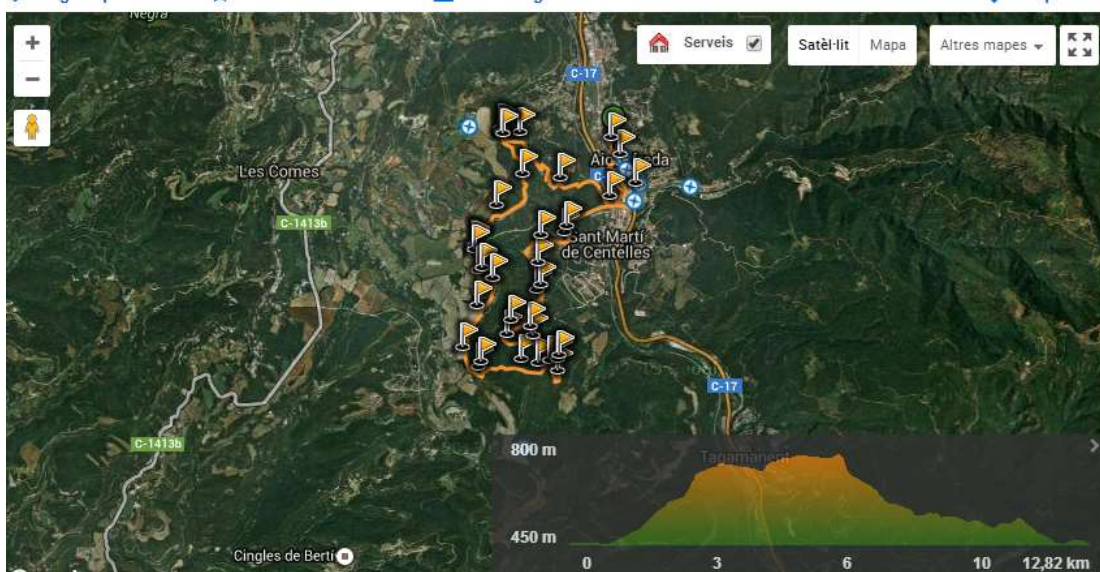 Negra
+
−
Serveis
Satèl·lit Mapa
Altres mapes
C-17
Les Comes
C-1413b
Sant Martí
de Centelles
C-17
C-1413b
800 m
Tagamanent
450 m
Cingles de Bertí
0 3 6 10 12,82 km